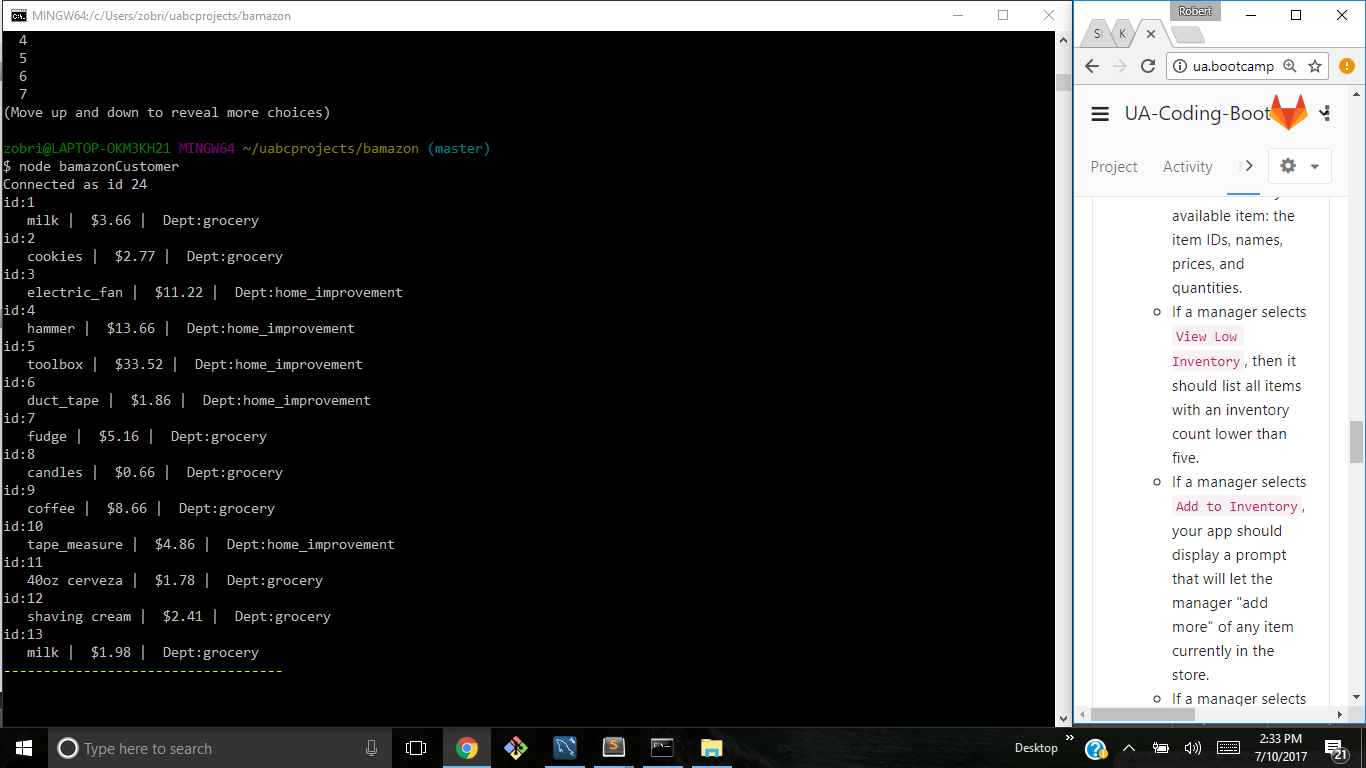 MINGW64:/c/Users/zobri/uabcprojects/bamazon
4
5
6
7
(Move up and down to reveal more choices)
zobri@LAPTOP-OKM3KH21 MINGW64 ~/uabcprojects/bamazon (master)
$ node bamazonCustomer
Connected as id 24
id:1
milk |  $3.66 |  Dept:grocery
id:2
cookies |  $2.77 |  Dept:grocery
id:3
electric_fan |  $11.22 |  Dept:home_improvement
id:4
hammer |  $13.66 |  Dept:home_improvement
id:5
toolbox |  $33.52 |  Dept:home_improvement
id:6
duct_tape |  $1.86 |  Dept:home_improvement
id:7
fudge |  $5.16 |  Dept:grocery
id:8
candles |  $0.66 |  Dept:grocery
id:9
coffee |  $8.66 |  Dept:grocery
id:10
tape_measure |  $4.86 |  Dept:home_improvement
id:11
40oz cerveza |  $1.78 |  Dept:grocery
id:12
shaving cream |  $2.41 |  Dept:grocery
id:13
milk |  $1.98 |  Dept:grocery
-----------------------------------
Robert
S K
ua.bootcamp
UA-Coding-Boot
Project Activity
available item: the
item IDs, names,
prices, and
quantities.
If a manager selects
View Low
Inventory, then it
should list all items
with an inventory
count lower than
five.
If a manager selects
Add to Inventory,
your app should
display a prompt
that will let the
manager "add
more" of any item
currently in the
store.
If a manager selects
Type here to search
Desktop
2:33 PM
7/10/2017
21